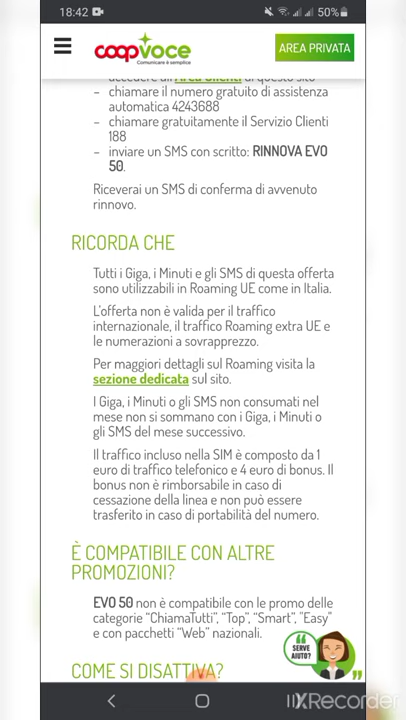 18:42
50%
coopvoce
Comunicare è semplice
AREA PRIVATA
accedere all'Area Clienti di questo sito
– chiamare il numero gratuito di assistenza
automatica 4243688
– chiamare gratuitamente il Servizio Clienti
188
– inviare un SMS con scritto: RINNOVA EVO
50.
Riceverai un SMS di conferma di avvenuto
rinnovo.
RICORDA CHE
Tutti i Giga, i Minuti e gli SMS di questa offerta
sono utilizzabili in Roaming UE come in Italia.
L'offerta non è valida per il traffico
internazionale, il traffico Roaming extra UE e
le numerazioni a sovrapprezzo.
Per maggiori dettagli sul Roaming visita la
sezione dedicata sul sito.
I Giga, i Minuti o gli SMS non consumati nel
mese non si sommano con i Giga, i Minuti o
gli SMS del mese successivo.
Il traffico incluso nella SIM è composto da 1
euro di traffico telefonico e 4 euro di bonus. Il
bonus non è rimborsabile in caso di
cessazione della linea e non può essere
trasferito in caso di portabilità del numero.
È COMPATIBILE CON ALTRE
PROMOZIONI?
EVO 50 non è compatibile con le promo delle
categorie "ChiamaTutti", "Top", "Smart", "Easy"
e con pacchetti "Web" nazionali.
SERVE
AIUTO?
COME SI DISATTIVA?
XRecorder